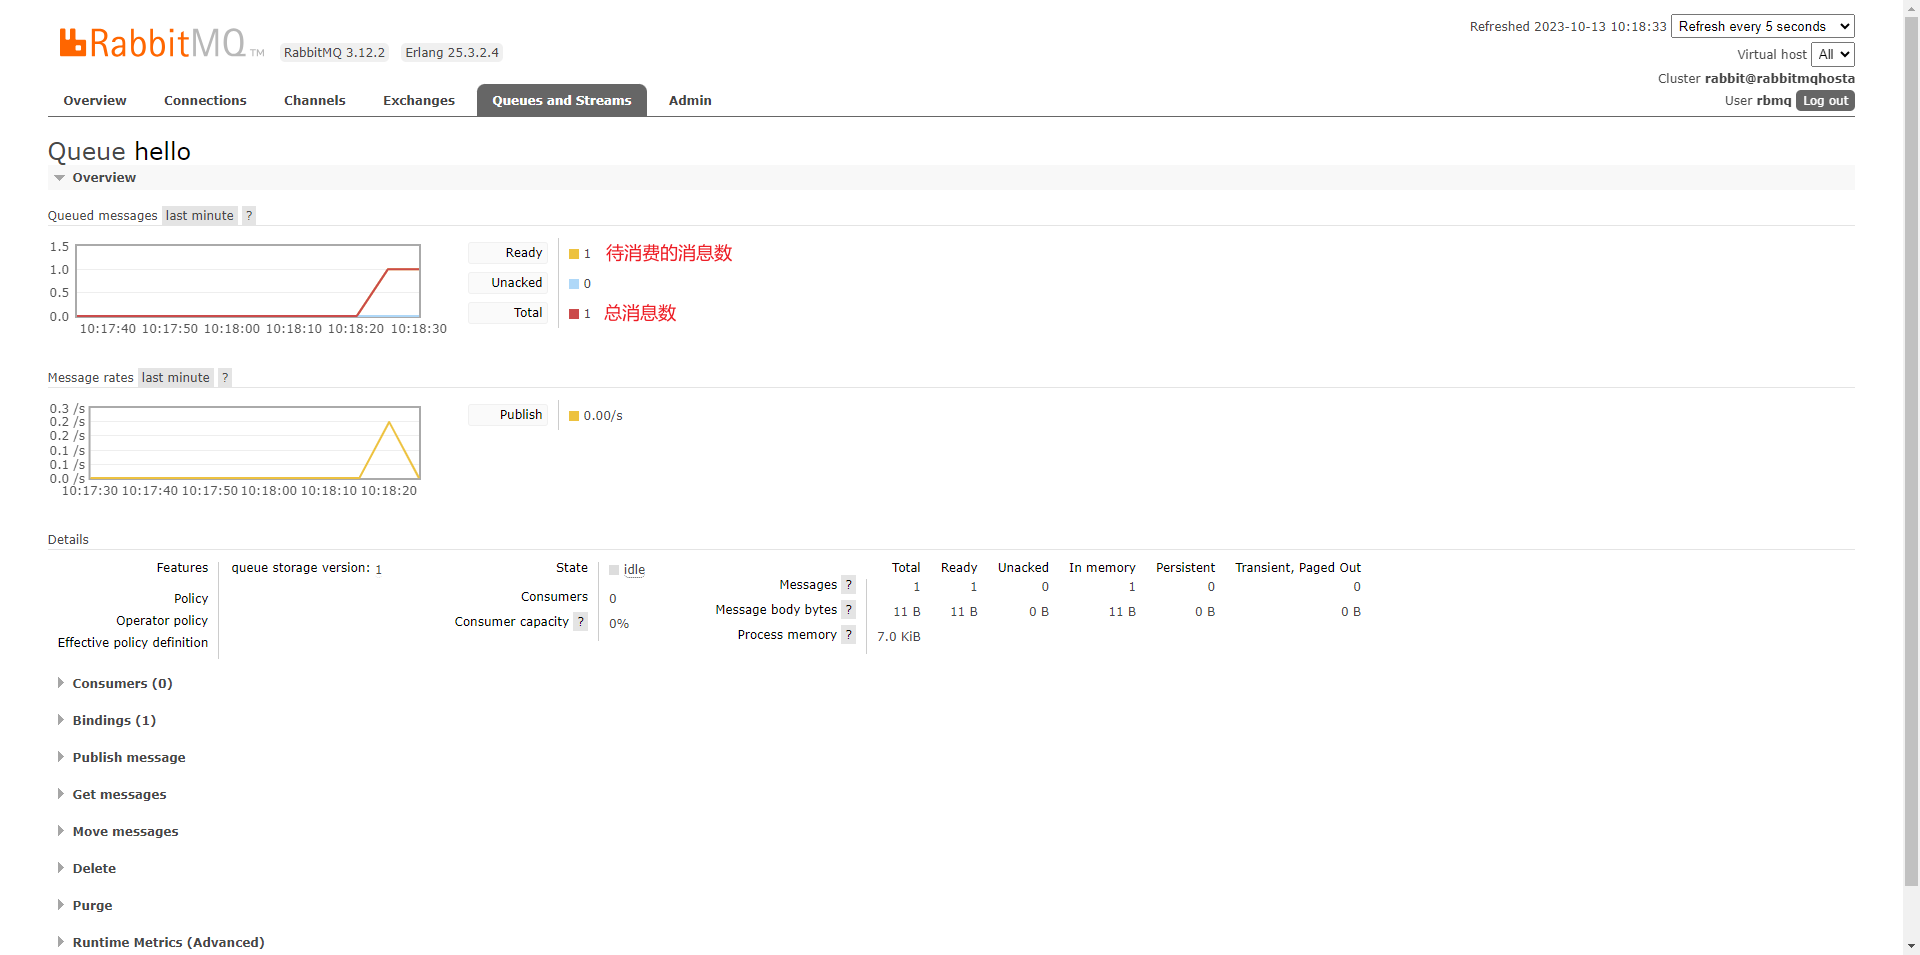 RabbitMQ TM RabbitMQ 3.12.2 Erlang 25.3.2.4
Refreshed 2023-10-13 10:18:33 Refresh every 5 seconds
Virtual host All
Cluster rabbit@rabbitmqhosta
User rbmq Log out
Overview Connections Channels Exchanges Queues and Streams Admin
Queue hello
Overview
Queued messages last minute ?
1.5
1.0
0.5
0.0
10:17:40 10:17:50 10:18:00 10:18:10 10:18:20 10:18:30
Ready 1 待消费的消息数
Unacked 0
Total 1 总消息数
Message rates last minute ?
0.3 /s
0.2 /s
0.2 /s
0.1 /s
0.1 /s
0.0 /s
10:17:30 10:17:40 10:17:50 10:18:00 10:18:10 10:18:20
Publish 0.00/s
Details
Features queue storage version: 1
Policy
Operator policy
Effective policy definition
State idle
Consumers 0
Consumer capacity ? 0%
Total Ready Unacked In memory Persistent Transient, Paged Out
Messages ? 1 1 0 1 0 0
Message body bytes ? 11 B 11 B 0 B 11 B 0 B 0 B
Process memory ? 7.0 KiB
Consumers (0)
Bindings (1)
Publish message
Get messages
Move messages
Delete
Purge
Runtime Metrics (Advanced)